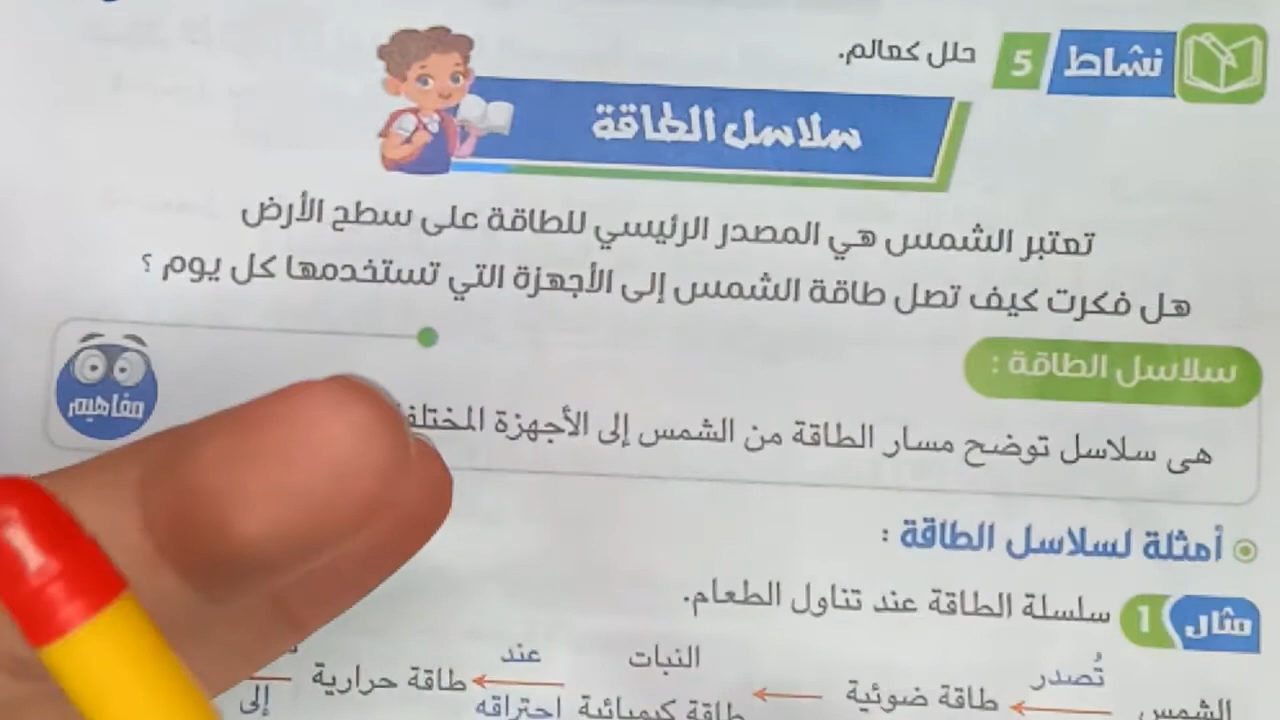 نشاط 5 حلل كعالم.
سلاسل الطاقة
تعتبر الشمس هي المصدر الرئيسي للطاقة على سطح الأرض
هل فكرت كيف تصل طاقة الشمس إلى الأجهزة التي تستخدمها كل يوم ؟
سلاسل الطاقة :
مفاهيم
هى سلاسل توضح مسار الطاقة من الشمس إلى الأجهزة
أمثلة لسلاسل الطاقة :
مثال 1 سلسلة الطاقة عند تناول الطعام.
تُصدر النبات عند
الشمس طاقة ضوئية طاقة كيميائية طاقة حرارية
احتراقه إلى